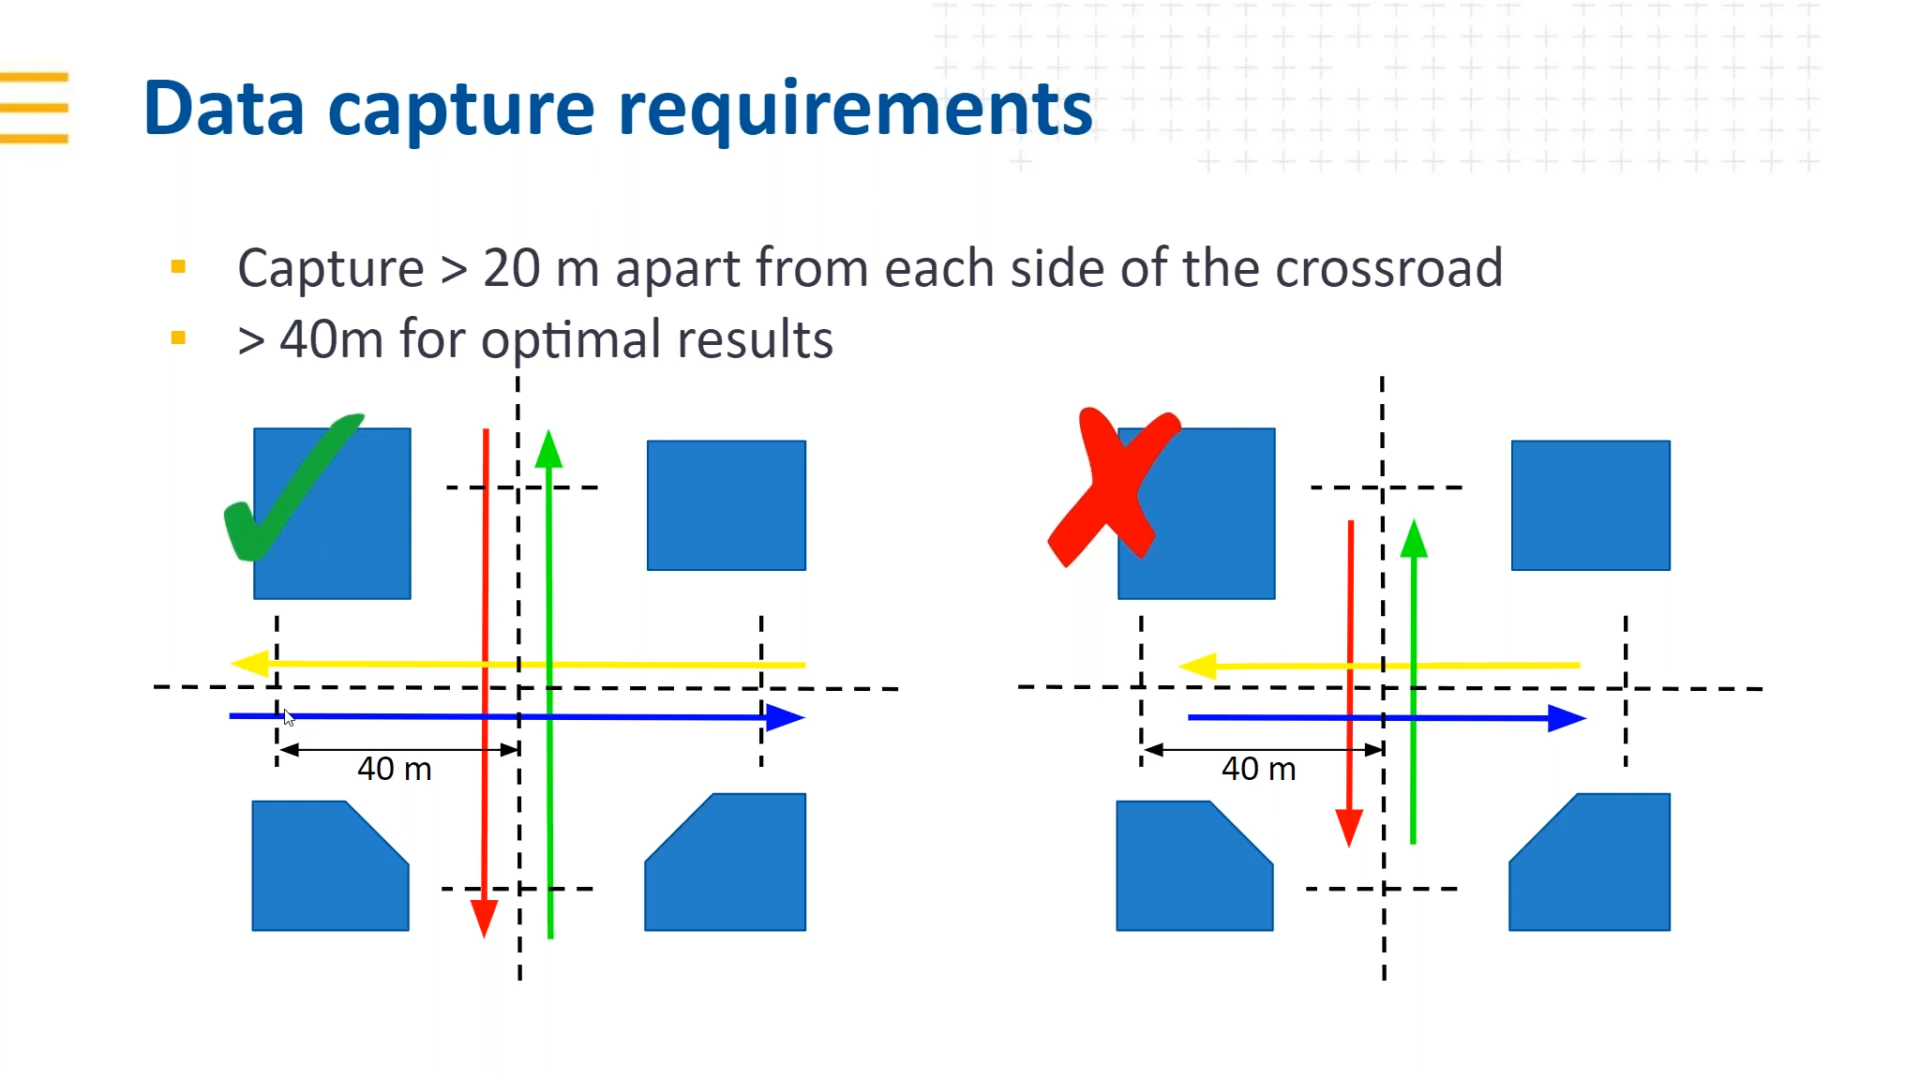 Data capture requirements
Capture > 20 m apart from each side of the crossroad
> 40m for optimal results
40 m
40 m